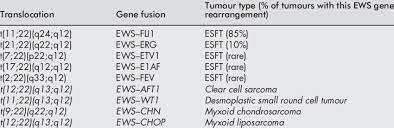 Translocation Gene fusion Tumour type (% of tumours with this EWS gene
rearrangement)
t(11;22)(q24;q12) EWS–FLI1 ESFT (85%)
t(21;22)(q22;q12) EWS–ERG ESFT (10%)
t(7;22)(p22;q12) EWS–ETV1 ESFT (rare)
t(17;22)(q12;q12) EWS–E1AF ESFT (rare)
t(2;22)(q33;q12) EWS–FEV ESFT (rare)
t(12;22)(q13;q12) EWS–AFT1 Clear cell sarcoma
t(11;22)(q13;q12) EWS–WT1 Desmoplastic small round cell tumour
t(9;22)(q22;q12) EWS–CHN Myxoid chondrosarcoma
t(12;22)(q13;q12) EWS–CHOP Myxoid liposarcoma